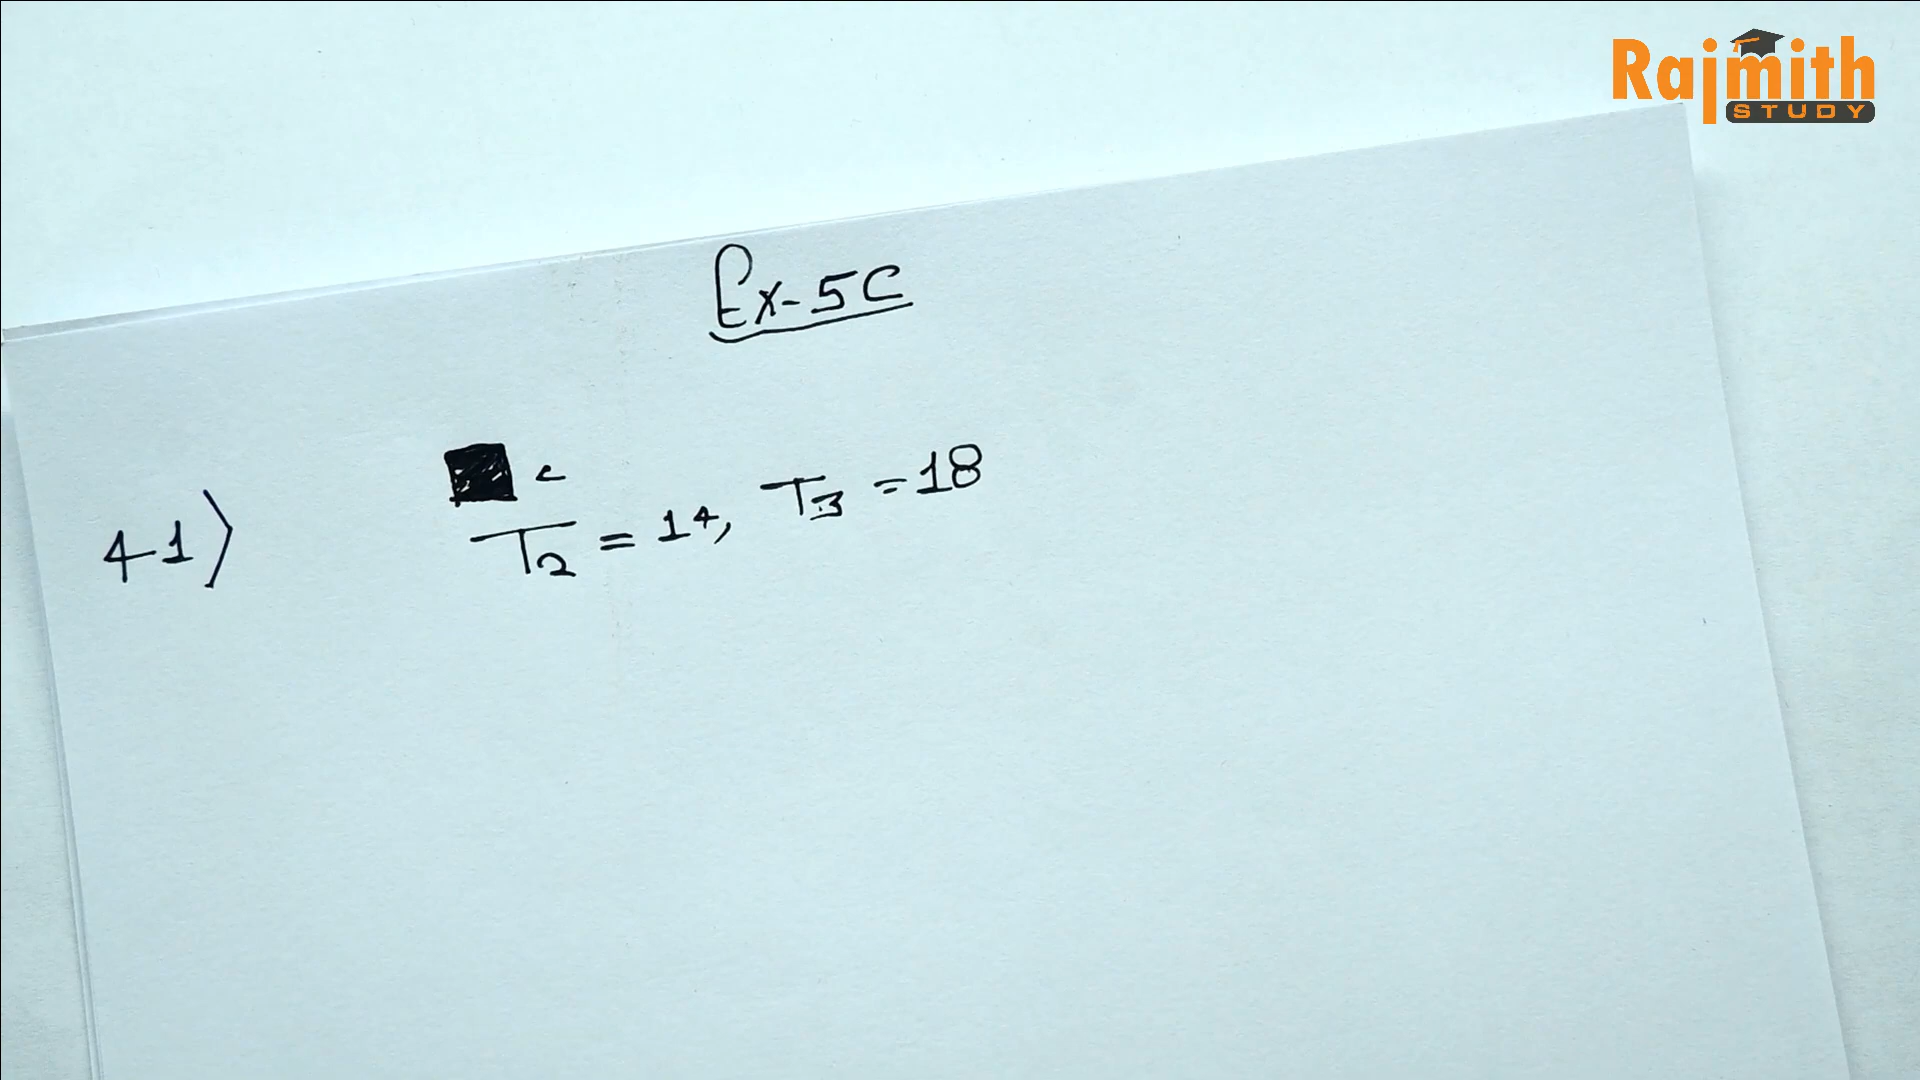 Rajmith
STUDY
Ex-5C
41) T2 = 14, T3 = 18